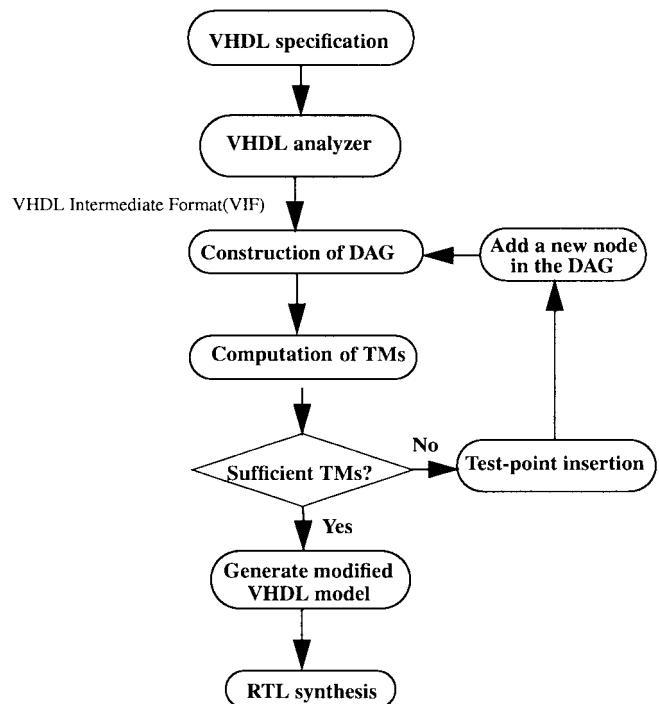 VHDL specification
VHDL analyzer
VHDL Intermediate Format(VIF)
Construction of DAG
Add a new node
in the DAG
Computation of TMs
No
Sufficient TMs?
Test-point insertion
Yes
Generate modified
VHDL model
RTL synthesis